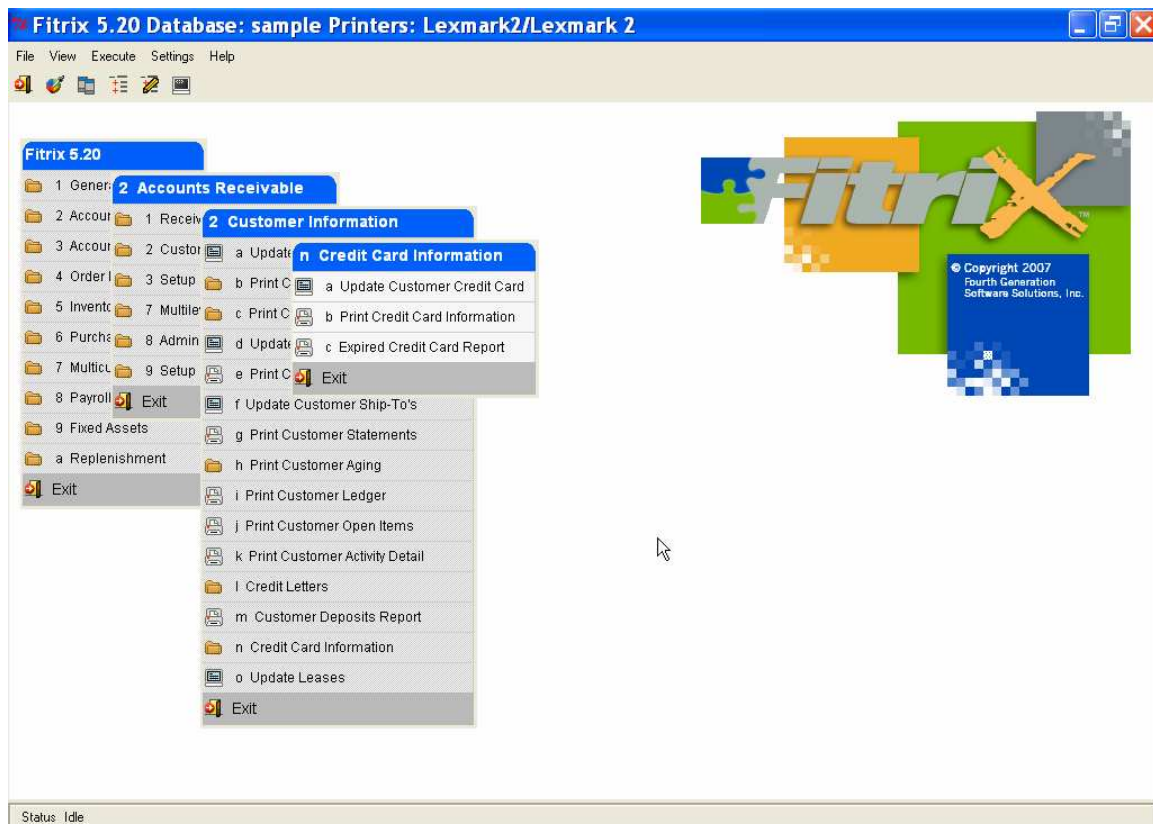 Fitrix 5.20 Database: sample Printers: Lexmark2/Lexmark 2
File View Execute Settings Help
Fitrix 5.20
1 Gener
2 Accour
3 Accour
4 Order
5 Invento
6 Purcha
7 Multicu
8 Payroll
9 Fixed Assets
a Replenishment
Exit
2 Accounts Receivable
1 Receiv
2 Custor
3 Setup
7 Multile
8 Admin
9 Setup
Exit
2 Customer Information
a Update
b Print C
c Print C
d Update
e Print C
f Update Customer Ship-To's
g Print Customer Statements
h Print Customer Aging
i Print Customer Ledger
j Print Customer Open Items
k Print Customer Activity Detail
l Credit Letters
m Customer Deposits Report
n Credit Card Information
o Update Leases
Exit
n Credit Card Information
a Update Customer Credit Card
b Print Credit Card Information
c Expired Credit Card Report
Exit
FitriX ™
© Copyright 2007
Fourth Generation
Software Solutions, Inc.
Status Idle